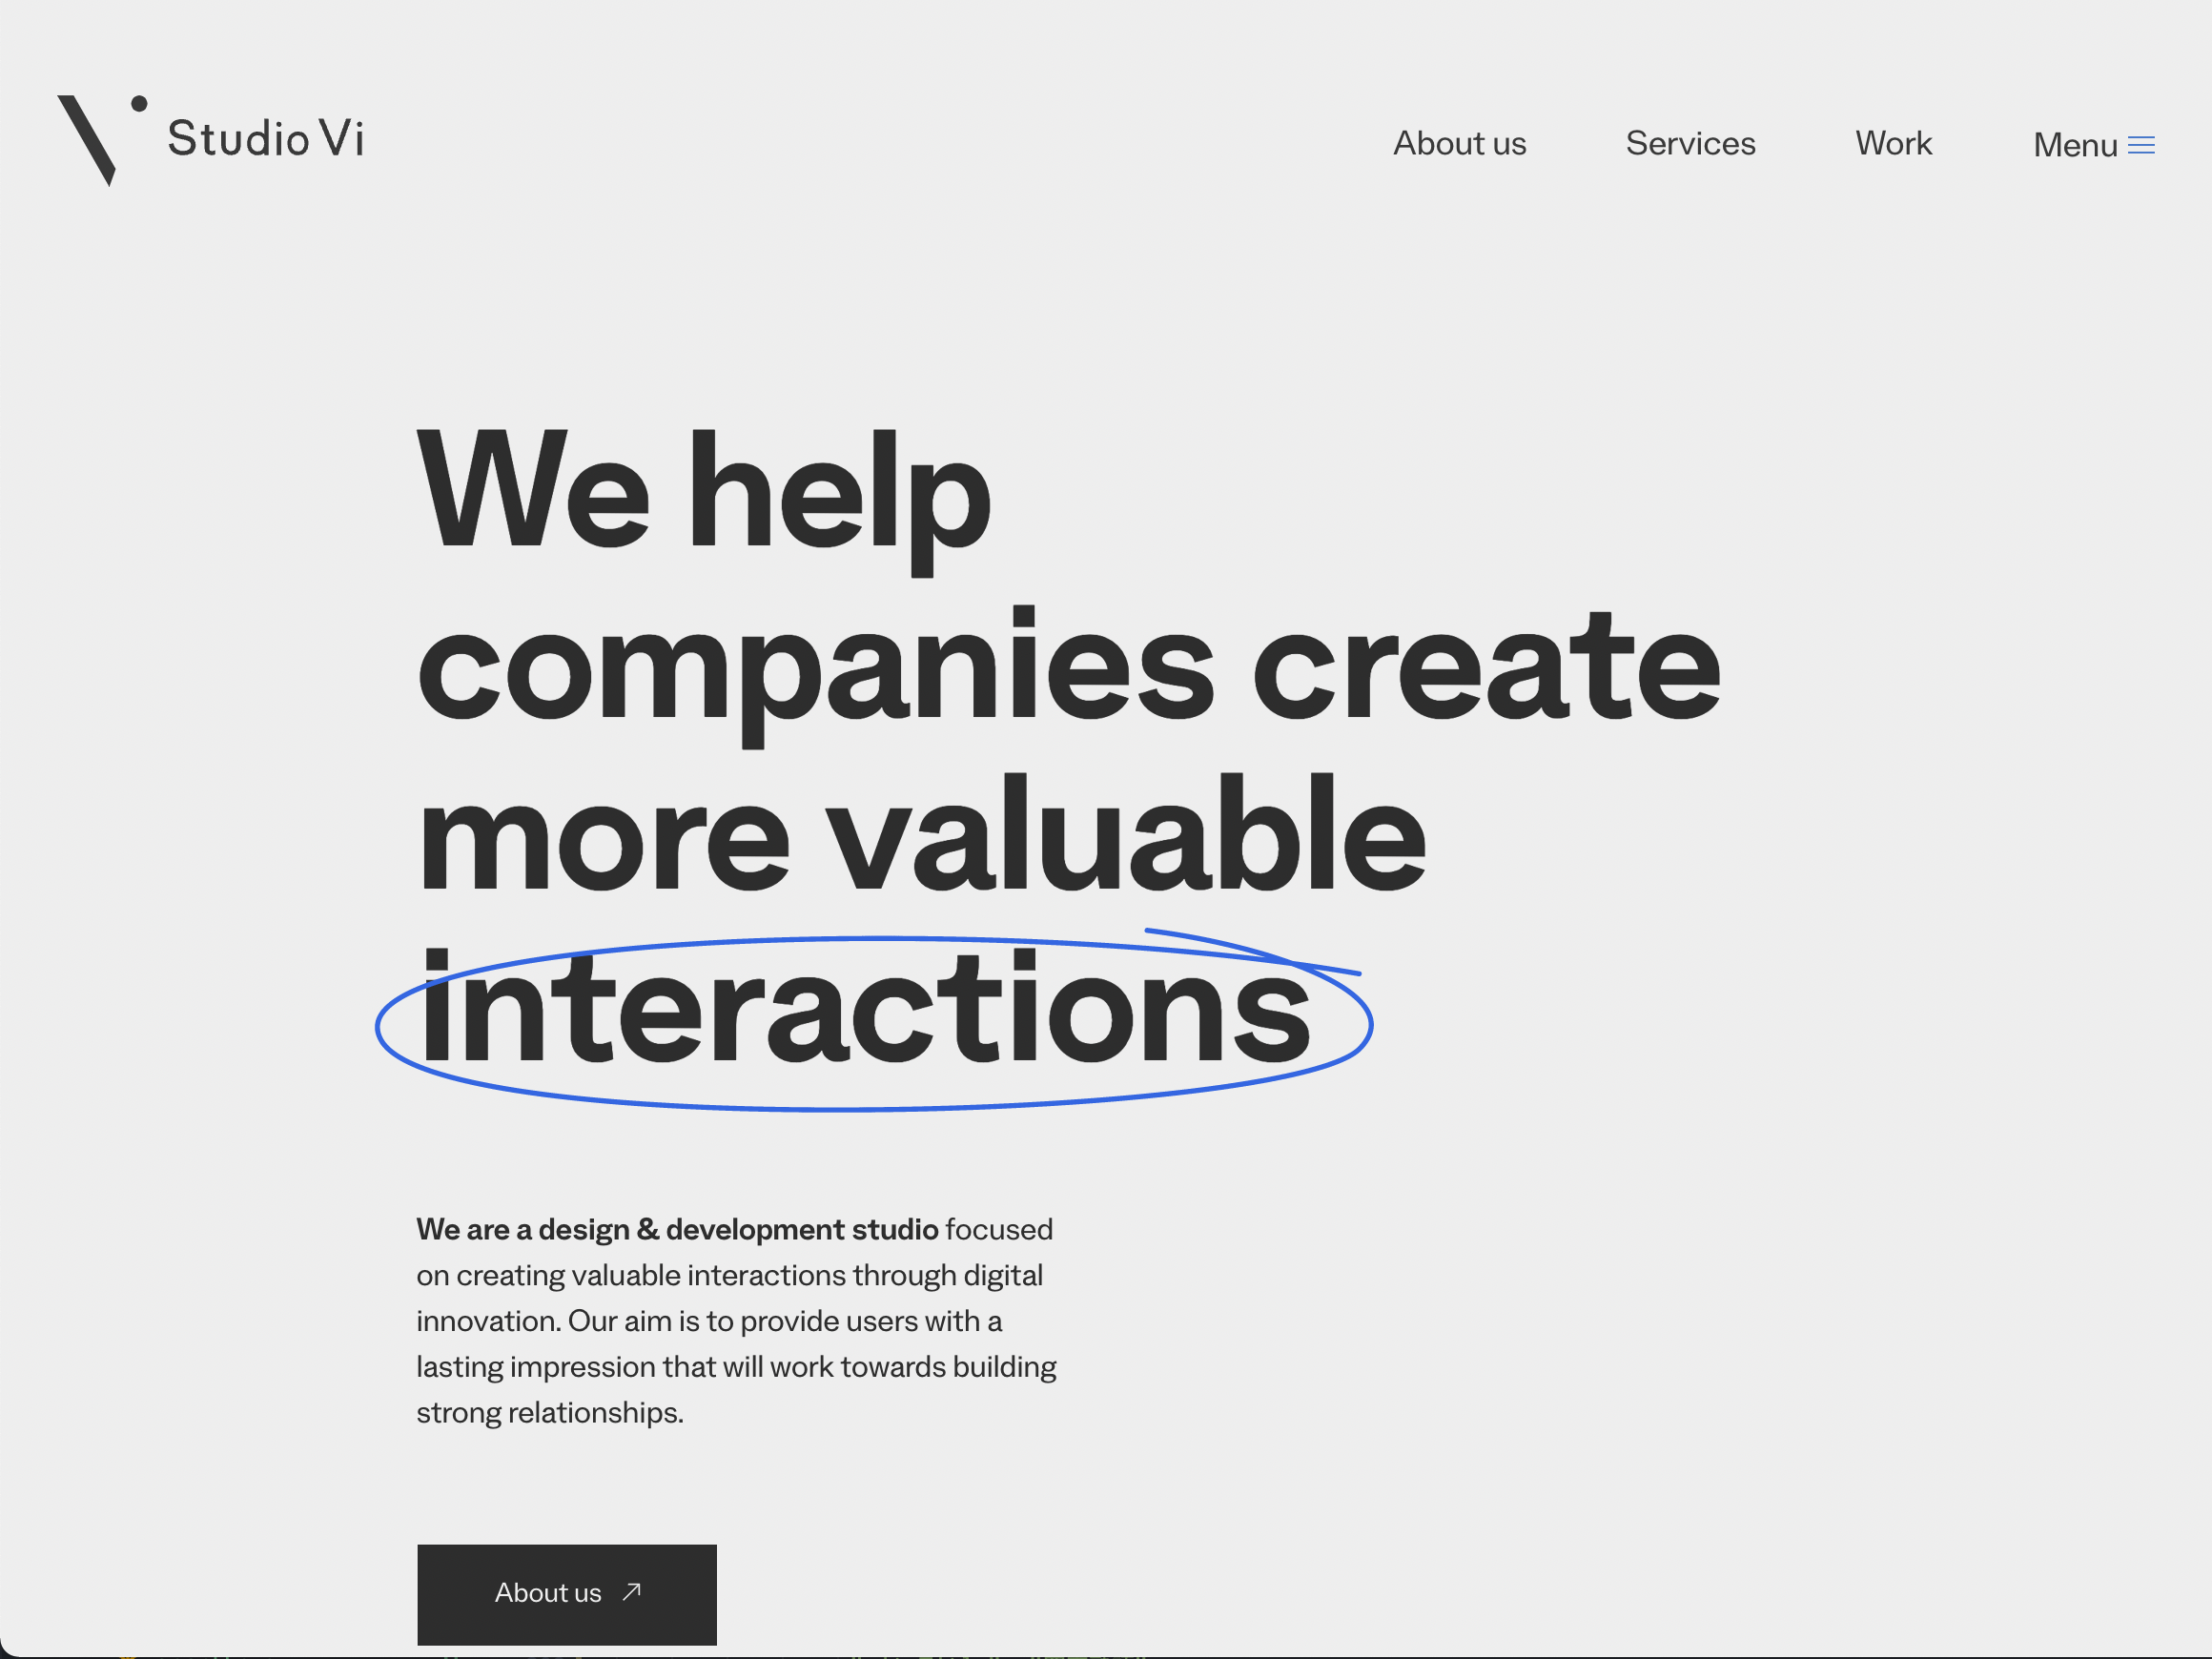 Studio Vi
About us
Services
Work
Menu
We help
companies create
more valuable
interactions
We are a design & development studio focused
on creating valuable interactions through digital
innovation. Our aim is to provide users with a
lasting impression that will work towards building
strong relationships.
About us